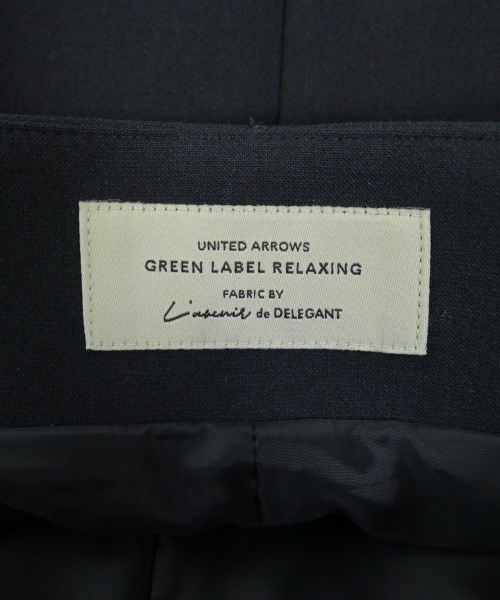 UNITED ARROWS
GREEN LABEL RELAXING
FABRIC BY
L'avenir de DELEGANT